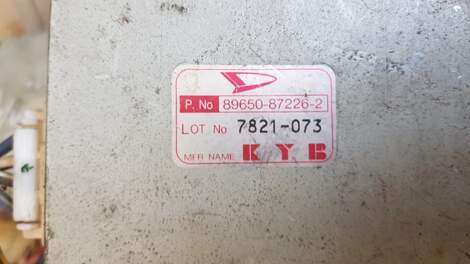 P. No 89650-87226-2
LOT No 7821-073
MFR NAME KYB